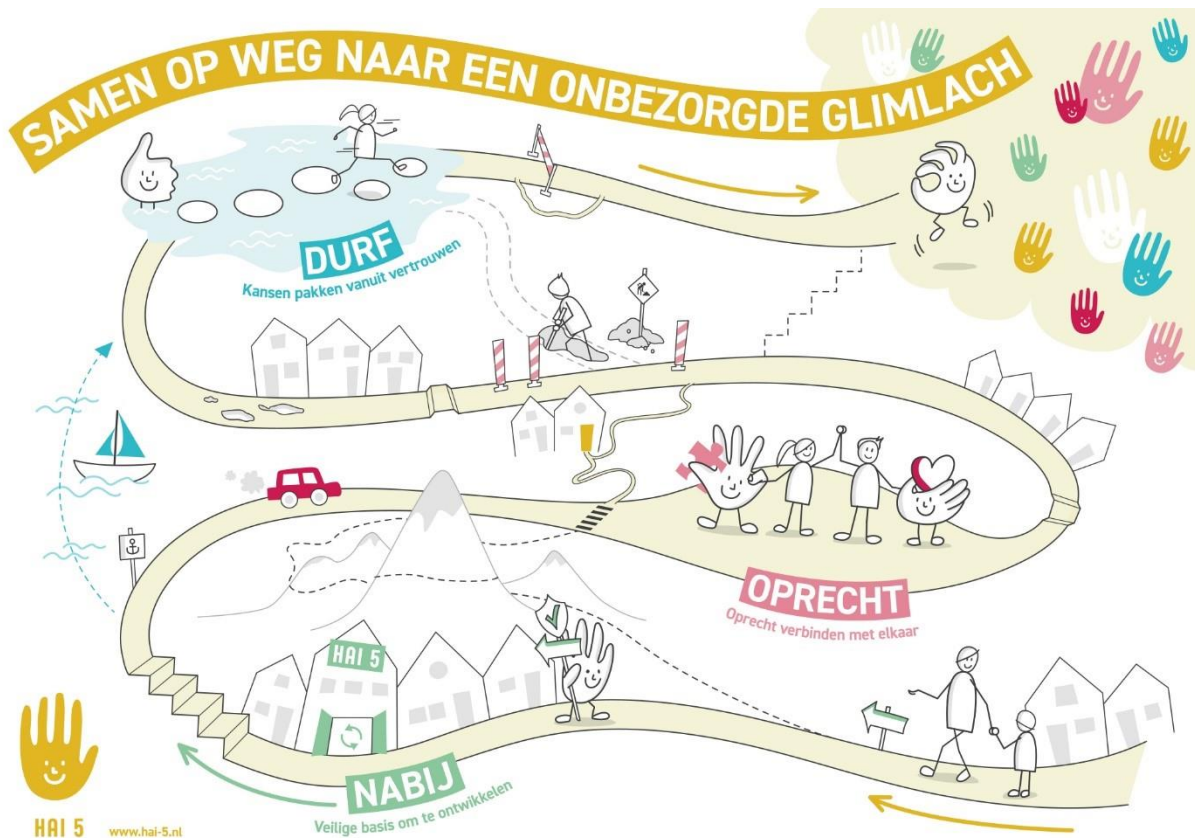 SAMEN OP WEG NAAR EEN ONBEZORGDE GLIMLACH
DURF
Kansen pakken vanuit vertrouwen
OPRECHT
Oprecht verbinden met elkaar
HAI 5
NABIJ
Veilige basis om te ontwikkelen
HAI 5
www.hai-5.nl